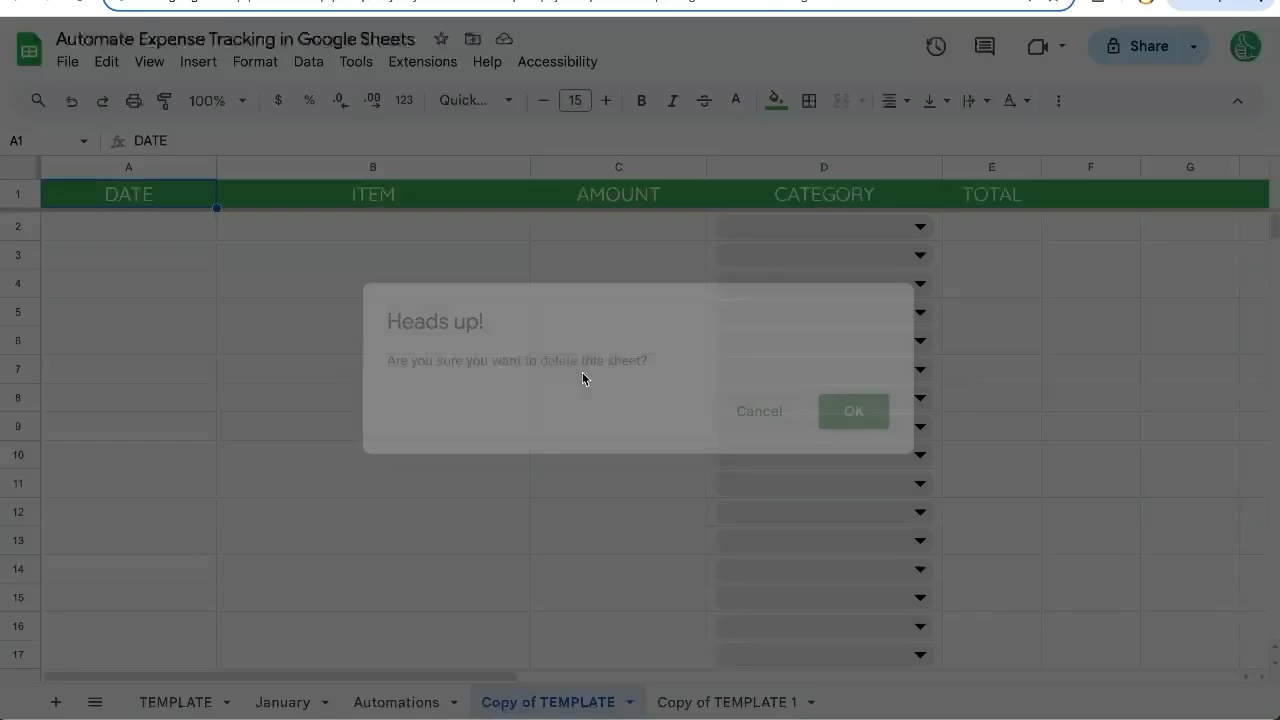 Automate Expense Tracking in Google Sheets
File Edit View Insert Format Data Tools Extensions Help Accessibility
Share
100% $ % .0 .00 123 Quick... − 15 + B I S A
A1 fx DATE
A B C D E F G
1 DATE ITEM AMOUNT CATEGORY TOTAL
2
3
4
5
6
7
8
9
10
11
12
13
14
15
16
17
Heads up!
Are you sure you want to delete this sheet?
Cancel OK
+ TEMPLATE January Automations Copy of TEMPLATE Copy of TEMPLATE 1